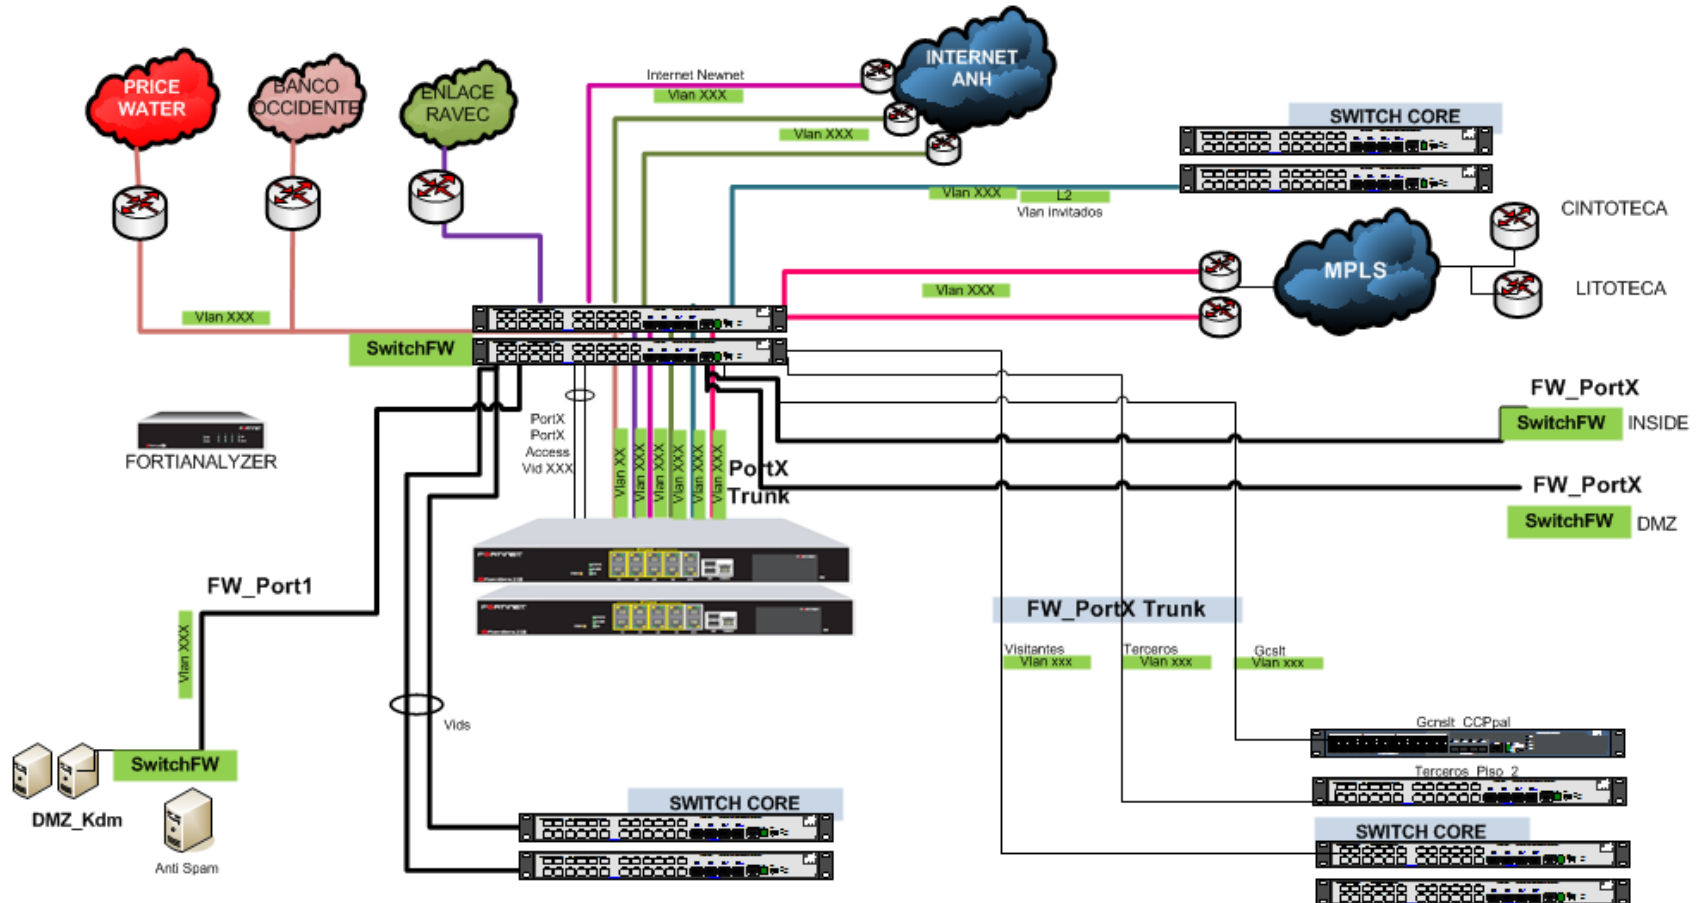 PRICE
WATER
BANCO
OCCIDENTE
ENLACE
RAVEC
Internet Newnet
Vlan XXX
Vlan XXX
INTERNET
ANH
SWITCH CORE
Vlan XXX
L2
Vlan invitados
CINTOTECA
MPLS
LITOTECA
Vlan XXX
Vlan XXX
SwitchFW
FORTIANALYZER
PortX
PortX
Access
Vid XXX
Vlan XX
Vlan XXX
Vlan XXX
Vlan XXX
Vlan XXX
Vlan XXX
PortX
Trunk
FW_PortX
SwitchFW
INSIDE
FW_PortX
SwitchFW
DMZ
FORTINET
FORTINET
FW_Port1
Vlan XXX
FW_PortX Trunk
Visitantes
Vlan xxx
Terceros
Vlan xxx
Gcslt
Vlan xxx
Vids
SwitchFW
DMZ_Kdm
Anti Spam
SWITCH CORE
Gcnslt_CCPpal
Terceros_Piso_2
SWITCH CORE